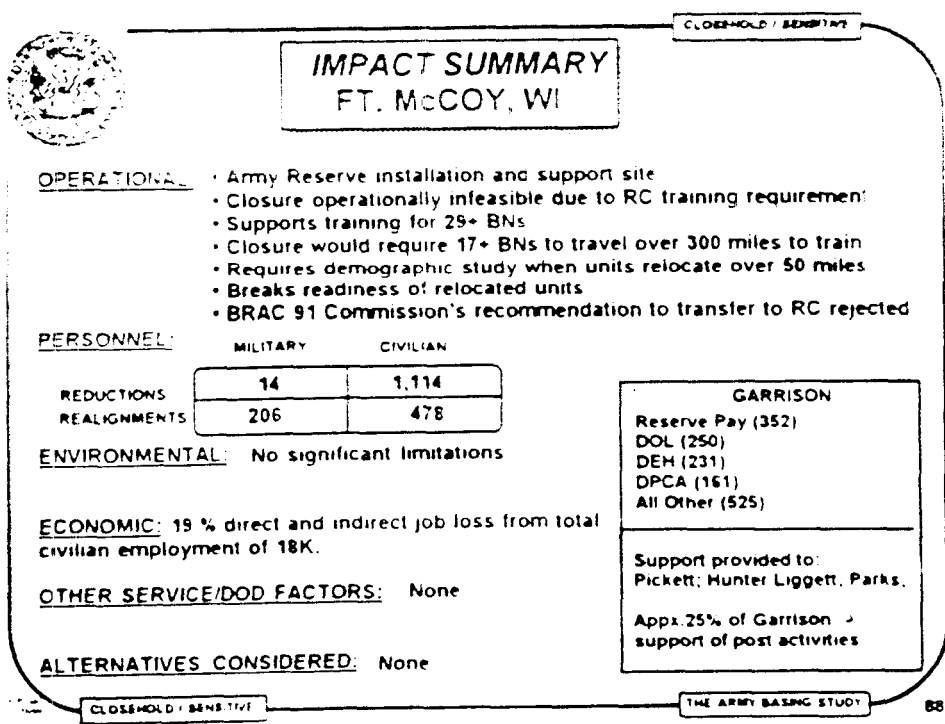 CLOSEHOLD / SENSITIVE
IMPACT SUMMARY
FT. McCOY, WI
OPERATIONAL
• Army Reserve installation and support site
• Closure operationally infeasible due to RC training requirement
• Supports training for 29+ BNs
• Closure would require 17+ BNs to travel over 300 miles to train
• Requires demographic study when units relocate over 50 miles
• Breaks readiness of relocated units
• BRAC 91 Commission's recommendation to transfer to RC rejected
PERSONNEL: MILITARY CIVILIAN
REDUCTIONS 14 1,114
REALIGNMENTS 206 478
ENVIRONMENTAL: No significant limitations
ECONOMIC: 19 % direct and indirect job loss from total
civilian employment of 18K.
OTHER SERVICE/DOD FACTORS: None
ALTERNATIVES CONSIDERED: None
GARRISON
Reserve Pay (352)
DOL (250)
DEH (231)
DPCA (161)
All Other (525)
Support provided to:
Pickett; Hunter Liggett, Parks,
Appx. 25% of Garrison
support of post activities
CLOSEHOLD / SENSITIVE
THE ARMY BASING STUDY
88